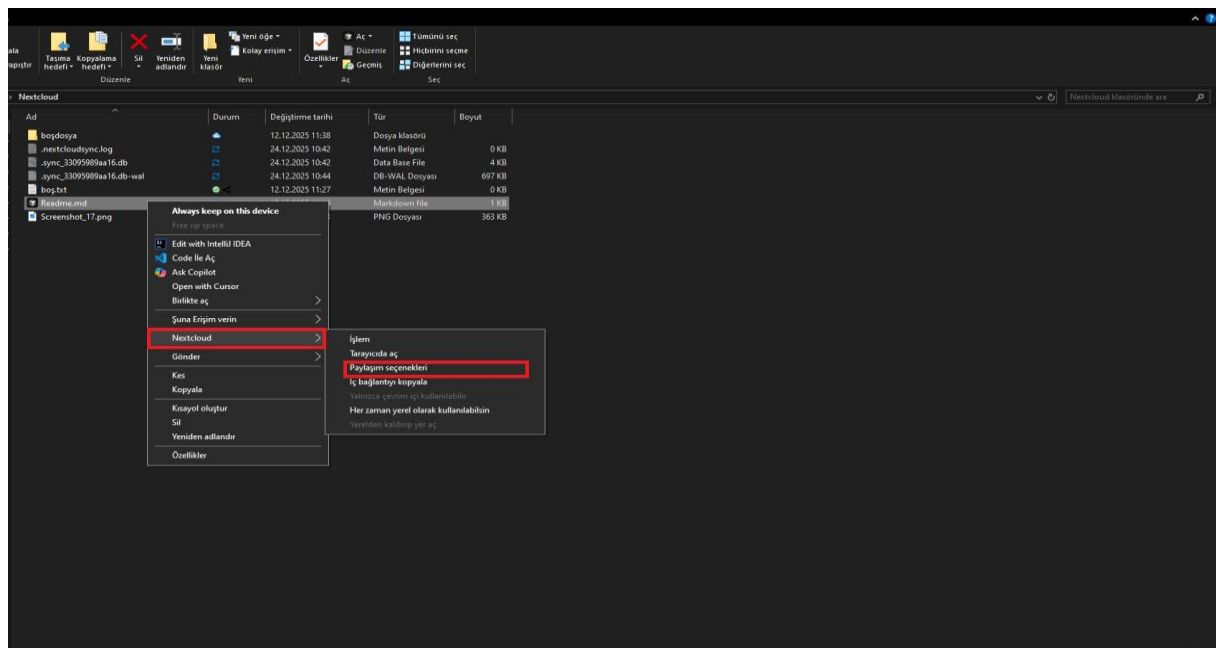 ala
apıştır
Taşıma hedefi
Kopyalama hedefi
Sil
Yeniden adlandır
Düzenle
Yeni klasör
Yeni öğe
Kolay erişim
Yeni
Özellikler
Aç
Düzenle
Geçmiş
Aç
Tümünü seç
Hiçbirini seçme
Diğerlerini seç
Seç
Nextcloud
Nextcloud klasöründe ara
Ad Durum Değiştirme tarihi Tür Boyut
boşdosya 12.12.2025 11:38 Dosya klasörü
.nextcloudsync.log 24.12.2025 10:42 Metin Belgesi 0 KB
.sync_33095989aa16.db 24.12.2025 10:42 Data Base File 4 KB
.sync_33095989aa16.db-wal 24.12.2025 10:44 DB-WAL Dosyası 697 KB
boş.txt 12.12.2025 11:27 Metin Belgesi 0 KB
Readme.md Markdown file 1 KB
Screenshot_17.png PNG Dosyası 363 KB
Always keep on this device
Free up space
Edit with IntelliJ IDEA
Code İle Aç
Ask Copilot
Open with Cursor
Birlikte aç
Şuna Erişim verin
Nextcloud
Gönder
Kes
Kopyala
Kısayol oluştur
Sil
Yeniden adlandır
Özellikler
İşlem
Tarayıcıda aç
Paylaşım seçenekleri
İç bağlantıyı kopyala
Yalnızca çevrim içi kullanılabilir
Her zaman yerel olarak kullanılabilsin
Yerelden kaldırıp yer aç